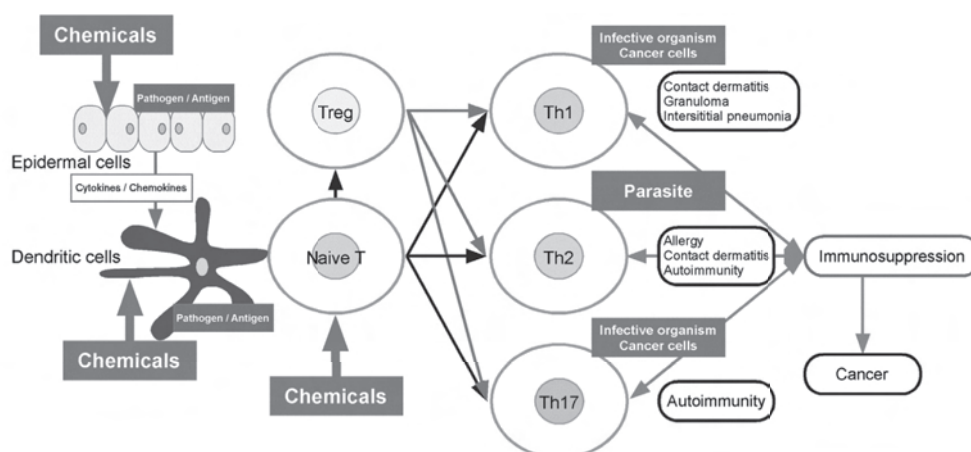 Chemicals
Pathogen / Antigen
Epidermal cells
Cytokines / Chemokines
Dendritic cells
Pathogen / Antigen
Chemicals
Treg
Naive T
Chemicals
Th1
Infective organism
Cancer cells
Contact dermatitis
Granuloma
Intersititial pneumonia
Parasite
Th2
Allergy
Contact dermatitis
Autoimmunity
Infective organism
Cancer cells
Th17
Autoimmunity
Immunosuppression
Cancer